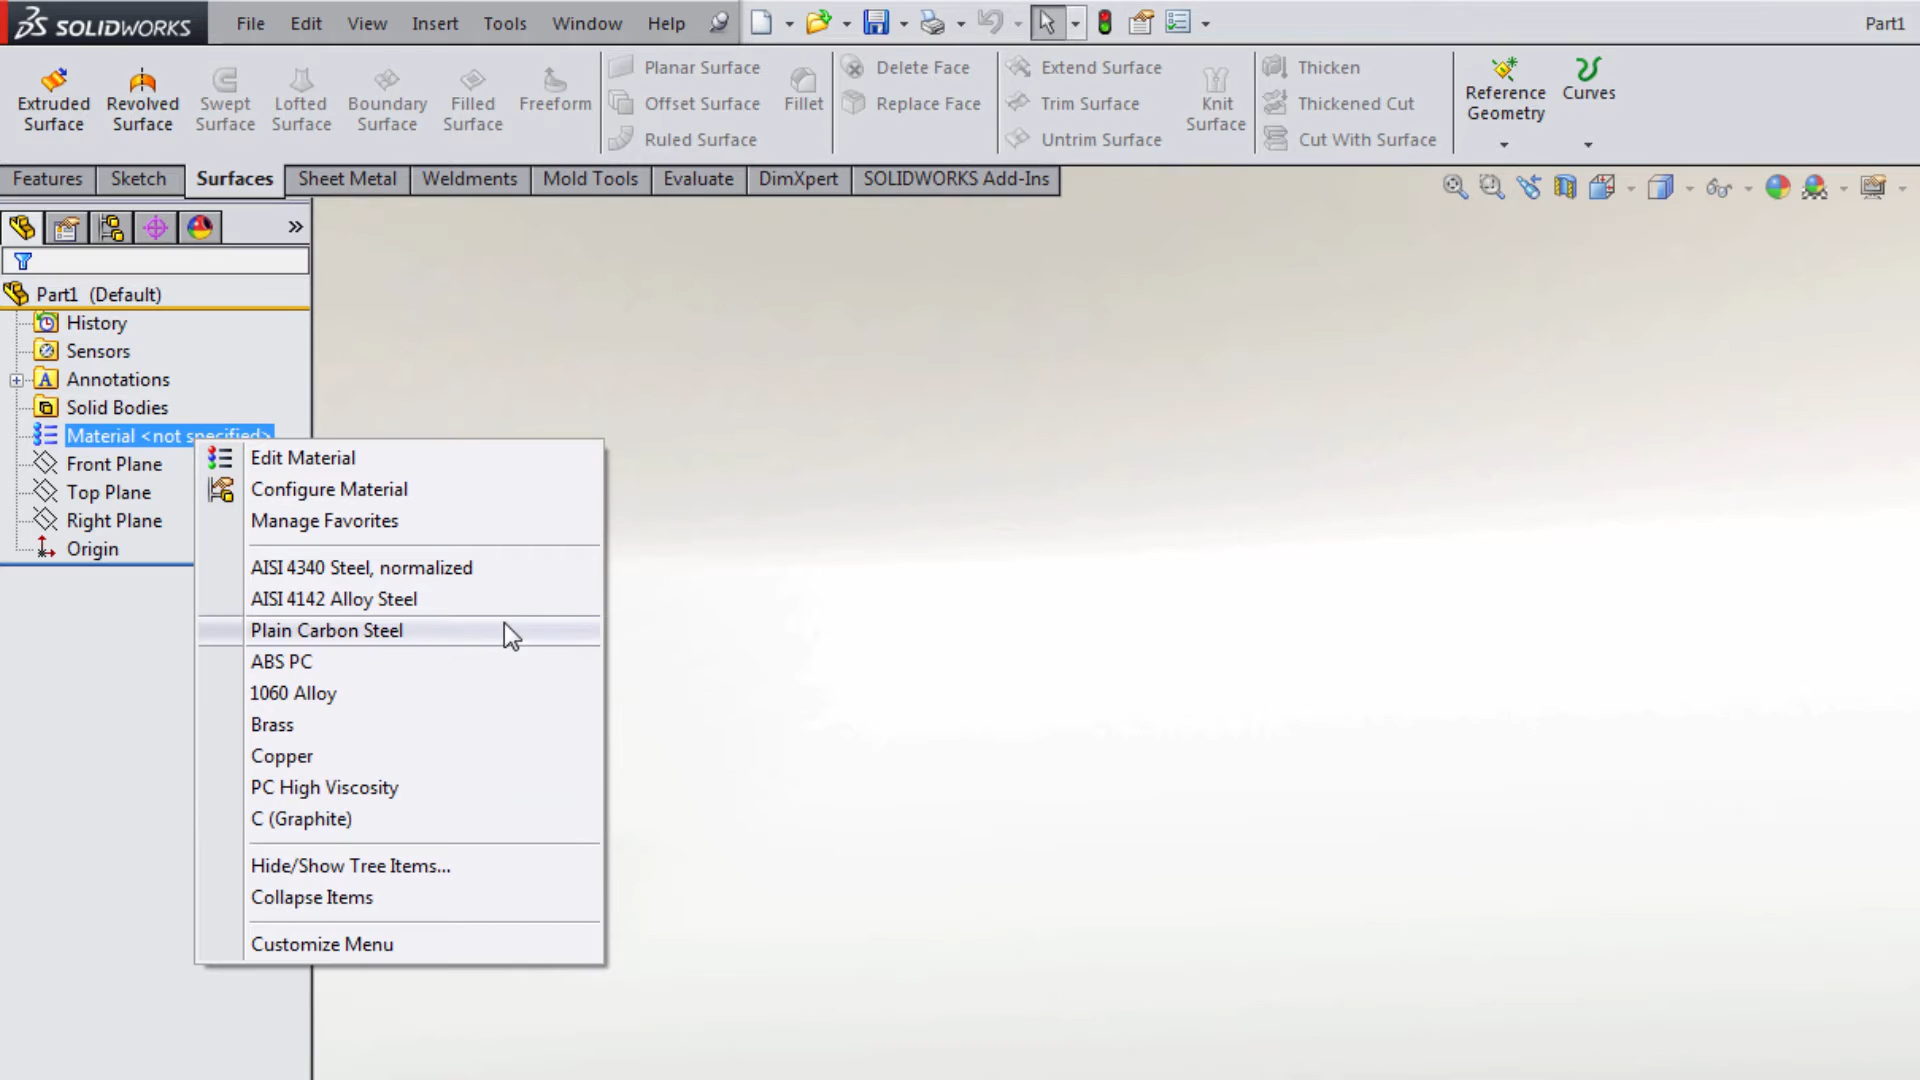 SOLIDWORKS File Edit View Insert Tools Window Help Part1
Extruded Surface
Revolved Surface
Swept Surface
Lofted Surface
Boundary Surface
Filled Surface
Freeform
Planar Surface
Offset Surface
Ruled Surface
Fillet
Delete Face
Replace Face
Extend Surface
Trim Surface
Untrim Surface
Knit Surface
Thicken
Thickened Cut
Cut With Surface
Reference Geometry
Curves
Features Sketch Surfaces Sheet Metal Weldments Mold Tools Evaluate DimXpert SOLIDWORKS Add-Ins
Part1 (Default)
History
Sensors
A Annotations
Solid Bodies
Material <not specified>
Front Plane
Top Plane
Right Plane
Origin
Edit Material
Configure Material
Manage Favorites
AISI 4340 Steel, normalized
AISI 4142 Alloy Steel
Plain Carbon Steel
ABS PC
1060 Alloy
Brass
Copper
PC High Viscosity
C (Graphite)
Hide/Show Tree Items...
Collapse Items
Customize Menu